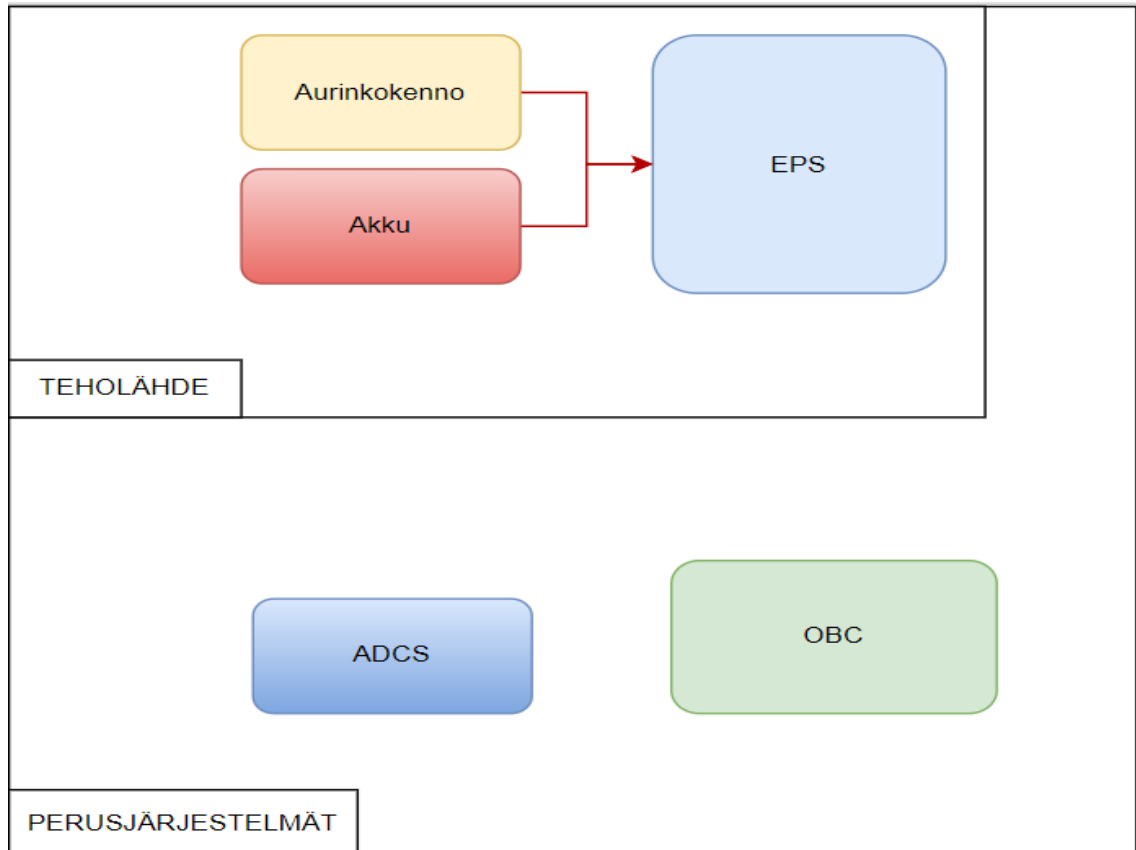 Aurinkokenno
EPS
Akku
TEHOLÄHDE
ADCS
OBC
PERUSJÄRJESTELMÄT